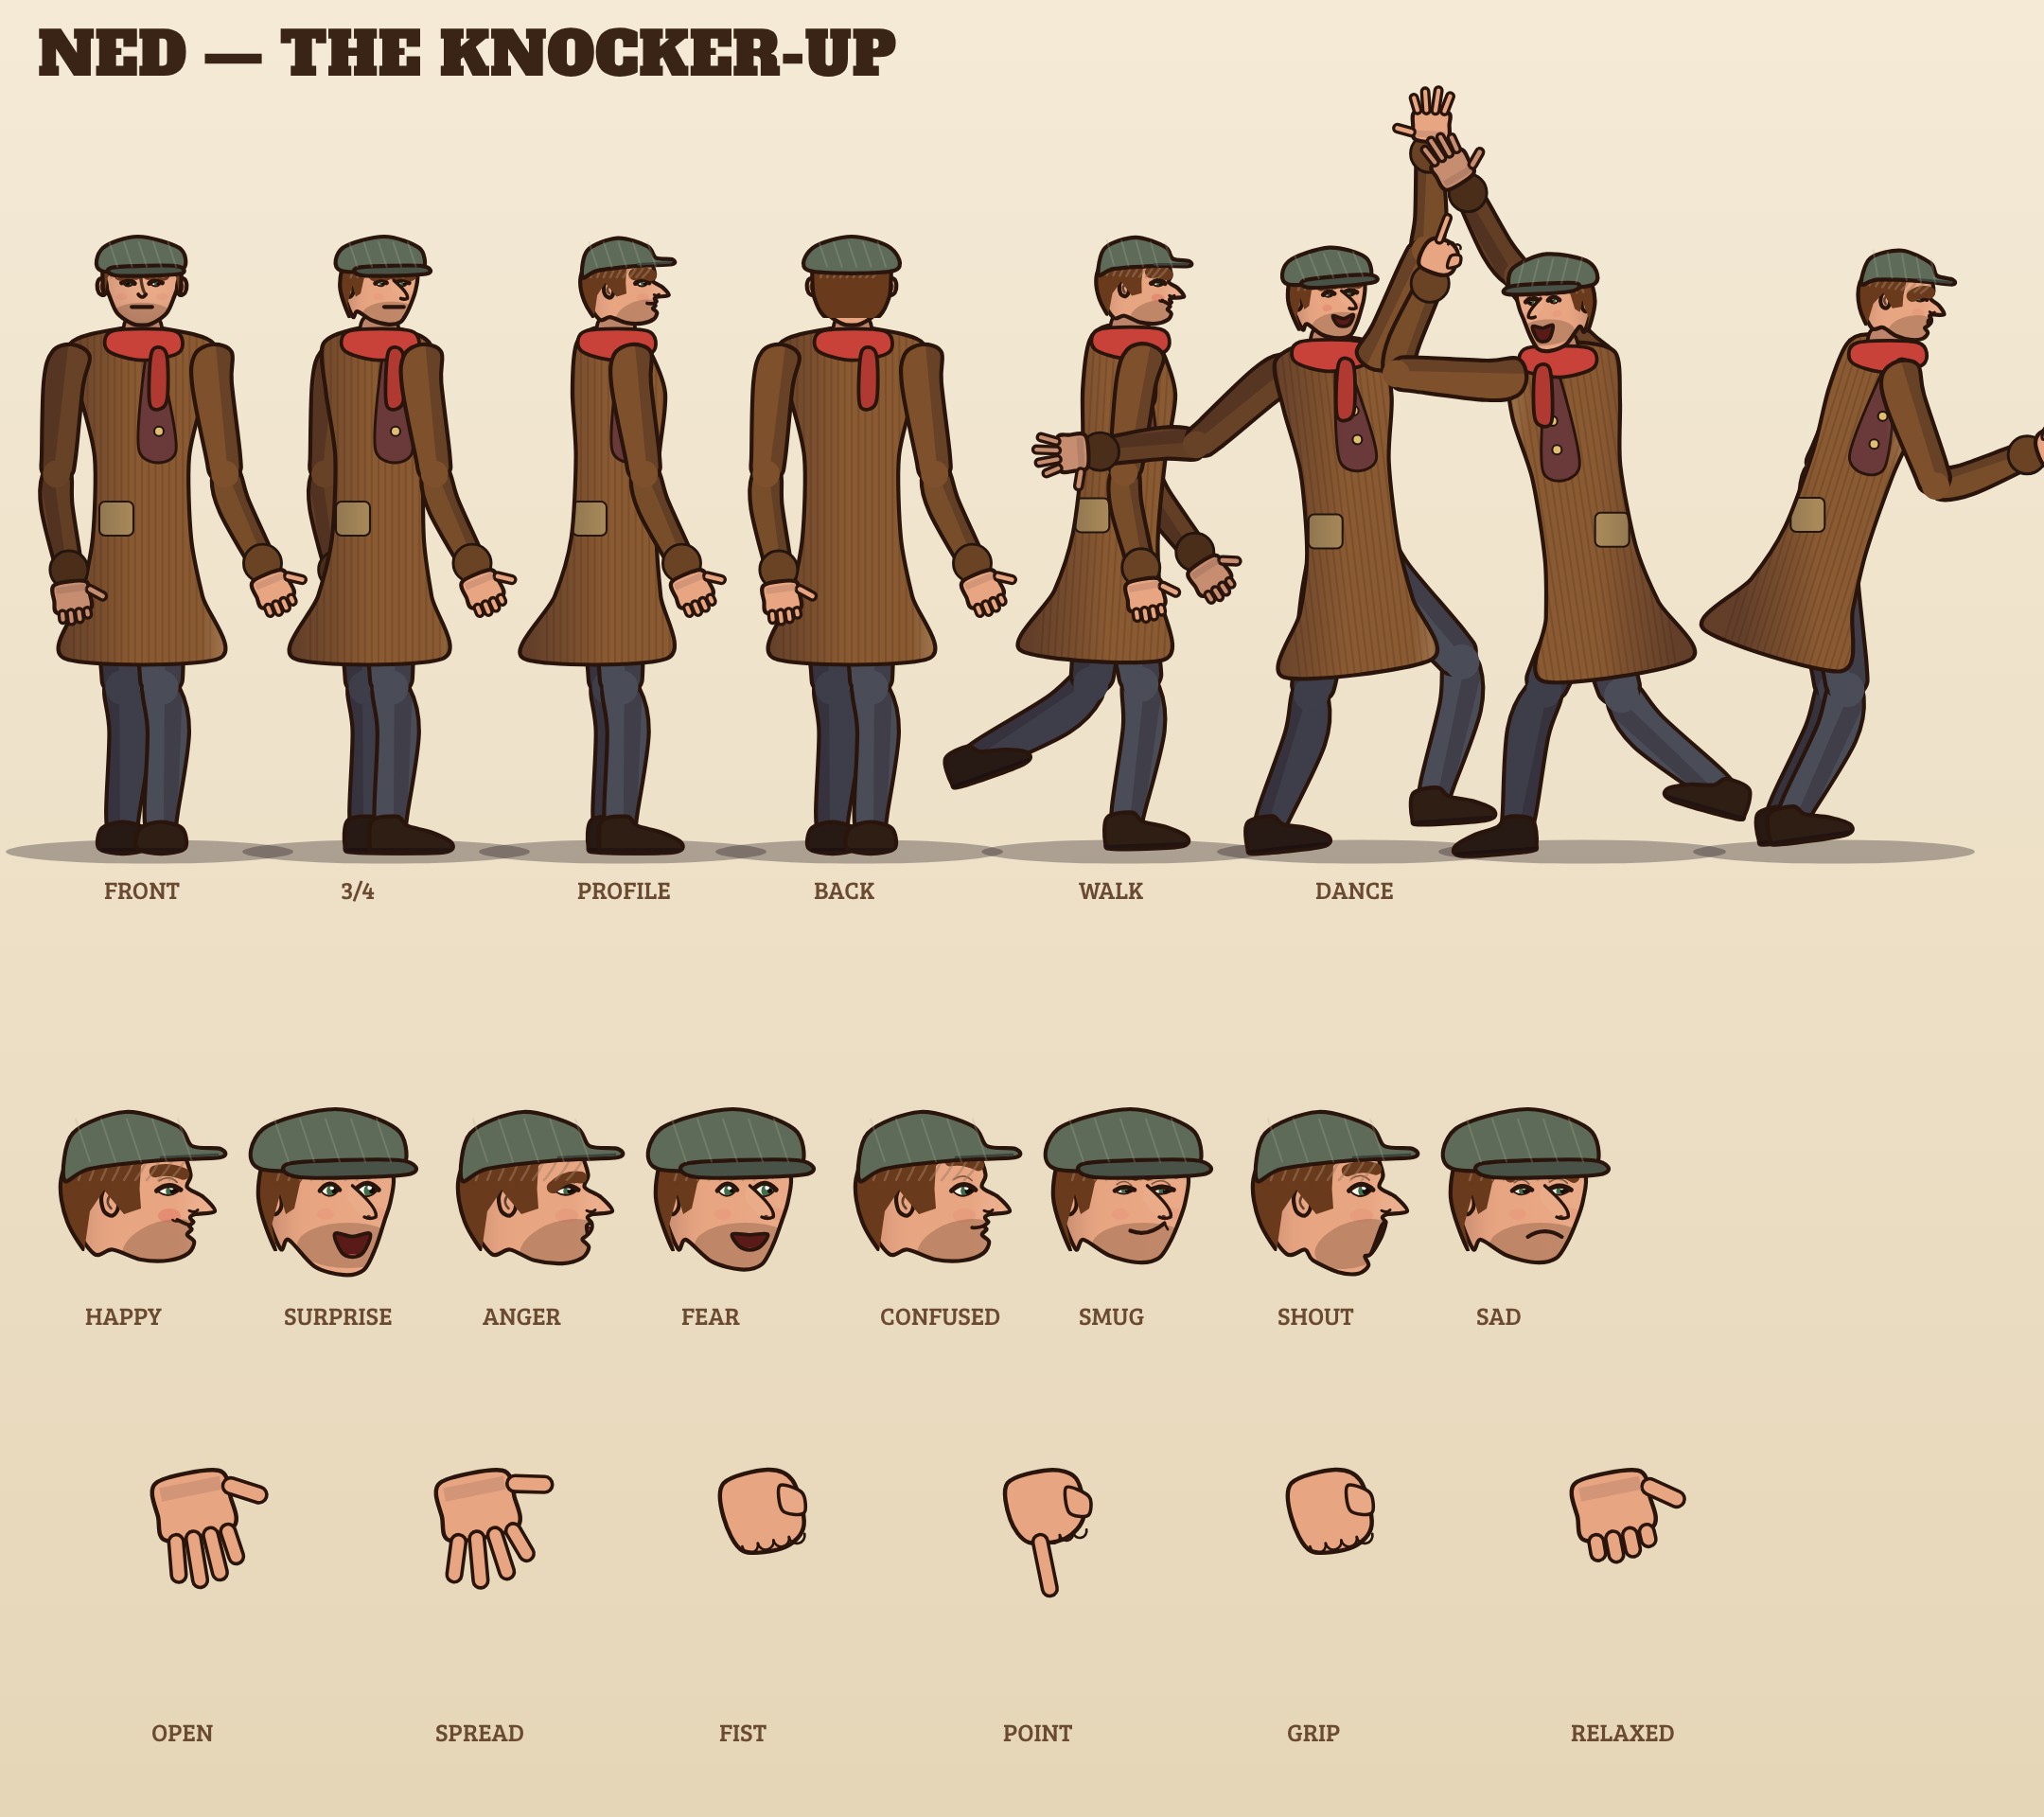 NED — THE KNOCKER-UP
FRONT 3/4 PROFILE BACK WALK DANCE
HAPPY SURPRISE ANGER FEAR CONFUSED SMUG SHOUT SAD
OPEN SPREAD FIST POINT GRIP RELAXED